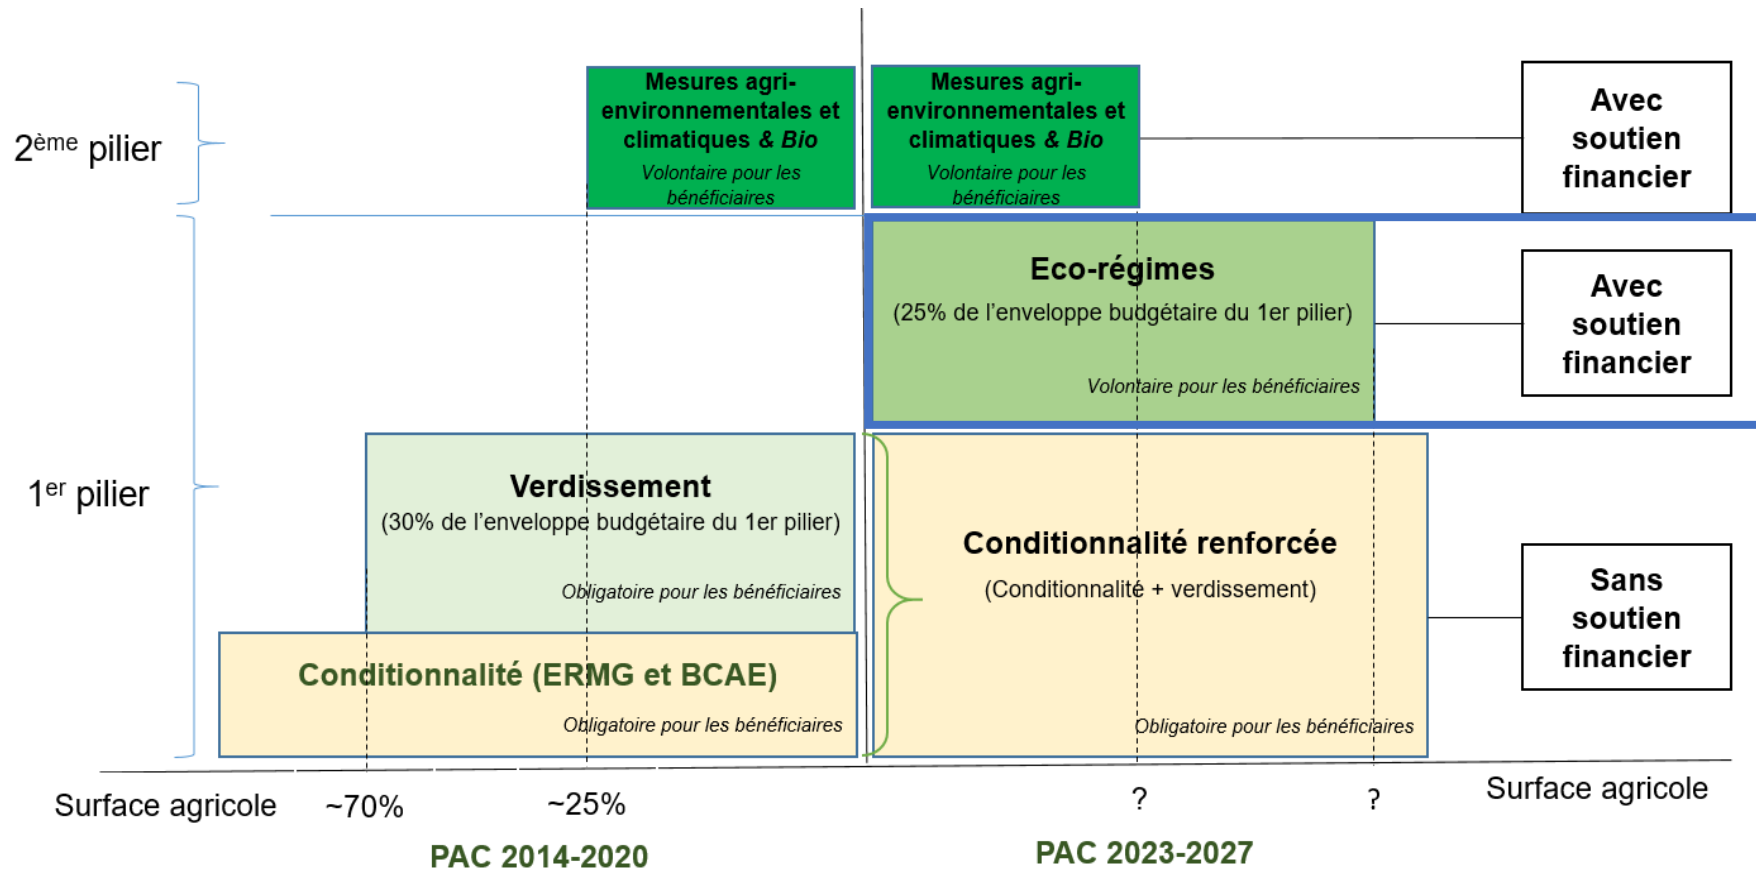 2ème pilier
Mesures agri-
environnementales et
climatiques & Bio
Volontaire pour les
bénéficiaires
Mesures agri-
environnementales et
climatiques & Bio
Volontaire pour les
bénéficiaires
Avec
soutien
financier
1er pilier
Eco-régimes
(25% de l’enveloppe budgétaire du 1er pilier)
Volontaire pour les bénéficiaires
Avec
soutien
financier
Verdissement
(30% de l’enveloppe budgétaire du 1er pilier)
Obligatoire pour les bénéficiaires
Conditionnalité (ERMG et BCAE)
Obligatoire pour les bénéficiaires
Conditionnalité renforcée
(Conditionnalité + verdissement)
Obligatoire pour les bénéficiaires
Sans
soutien
financier
Surface agricole
~70%
~25%
?
?
Surface agricole
PAC 2014-2020
PAC 2023-2027